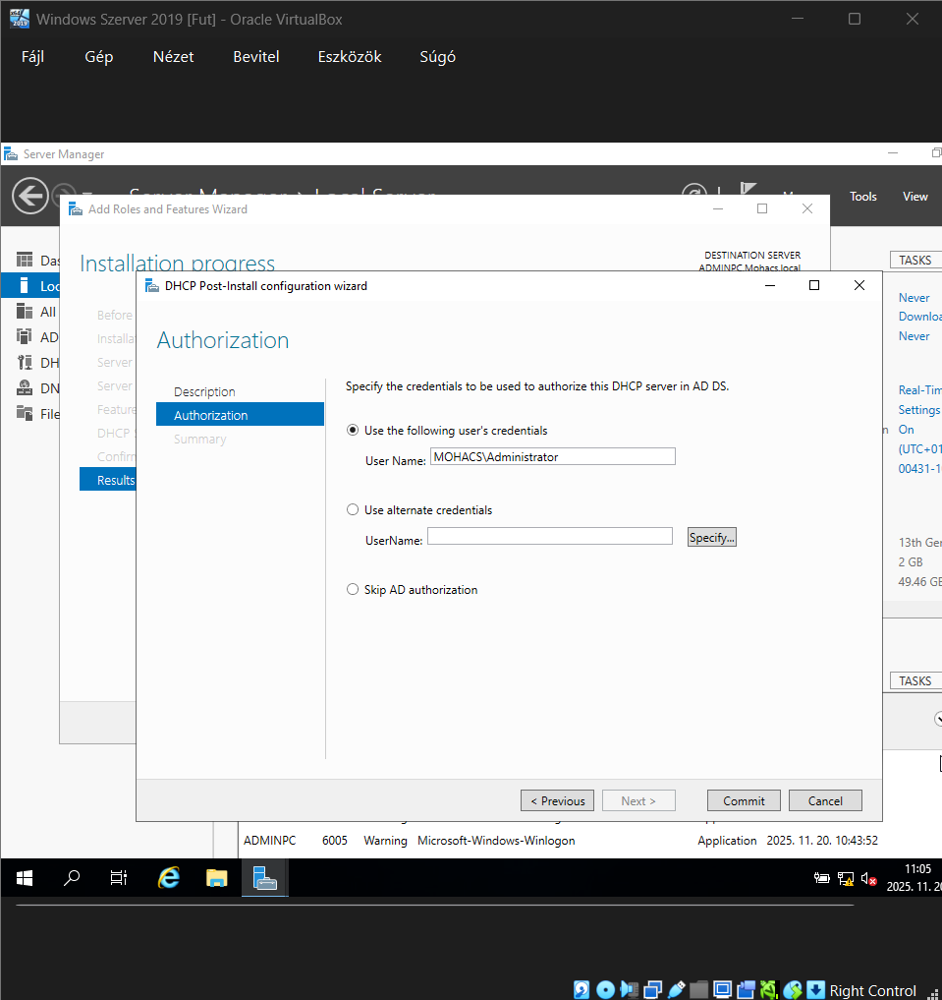 Windows Szerver 2019 [Fut] - Oracle VirtualBox
Fájl Gép Nézet Bevitel Eszközök Súgó
Server Manager
Tools View
Add Roles and Features Wizard
Installation progress
DESTINATION SERVER
ADMINPC.Mohacs.local
TASKS
Das
Loc
All
AD
DH
DN
File
Before
Installa
Server
Server
Feature
DHCP S
Confirm
Results
DHCP Post-Install configuration wizard
Authorization
Description
Authorization
Summary
Specify the credentials to be used to authorize this DHCP server in AD DS.
Use the following user's credentials
User Name: MOHACS\Administrator
Use alternate credentials
UserName:
Specify...
Skip AD authorization
< Previous Next > Commit Cancel
Never
Downloa
Never
Real-Tim
Settings
On
(UTC+01
00431-1
13th Gen
2 GB
49.46 GB
TASKS
ADMINPC 6005 Warning Microsoft-Windows-Winlogon Application 2025. 11. 20. 10:43:52
11:05
2025. 11. 20
Right Control